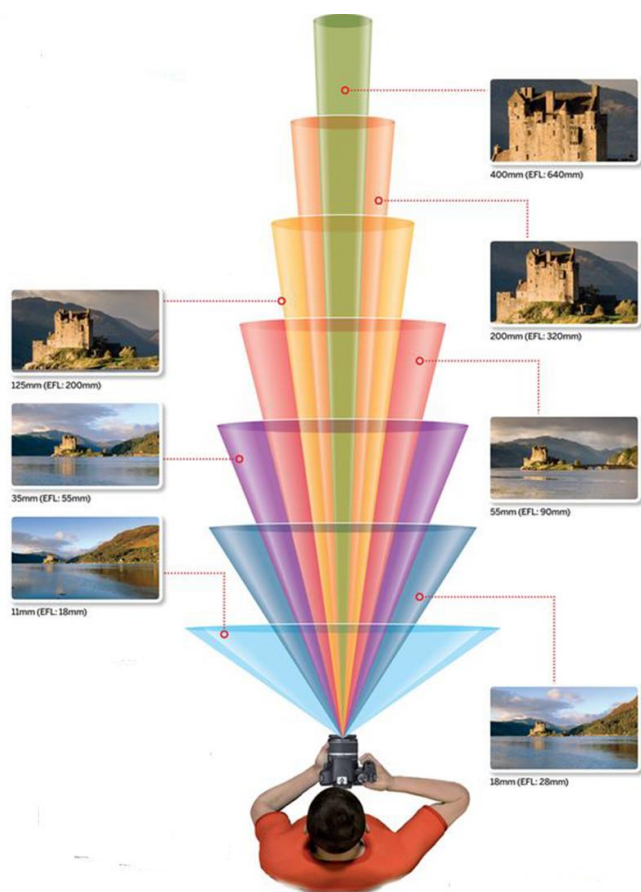 400mm (EFL: 640mm)
200mm (EFL: 320mm)
125mm (EFL: 200mm)
55mm (EFL: 90mm)
35mm (EFL: 55mm)
11mm (EFL: 18mm)
18mm (EFL: 28mm)